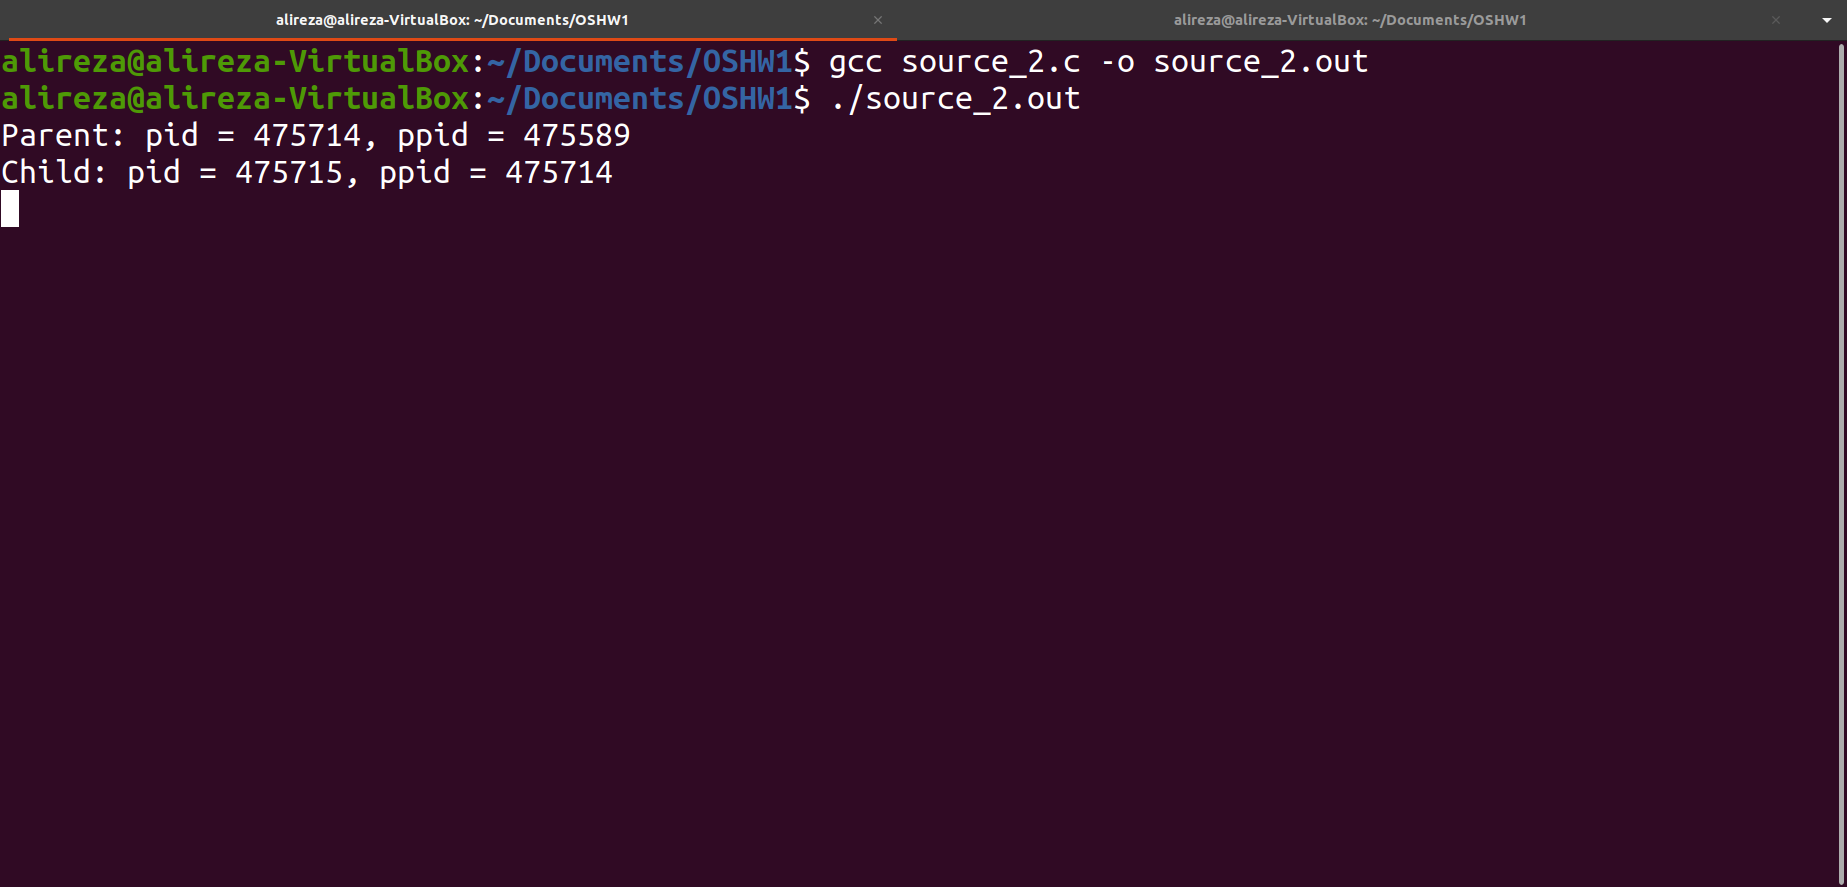 alireza@alireza-VirtualBox: ~/Documents/OSHW1 × alireza@alireza-VirtualBox: ~/Documents/OSHW1 ×
alireza@alireza-VirtualBox:~/Documents/OSHW1$ gcc source_2.c -o source_2.out
alireza@alireza-VirtualBox:~/Documents/OSHW1$ ./source_2.out
Parent: pid = 475714, ppid = 475589
Child: pid = 475715, ppid = 475714